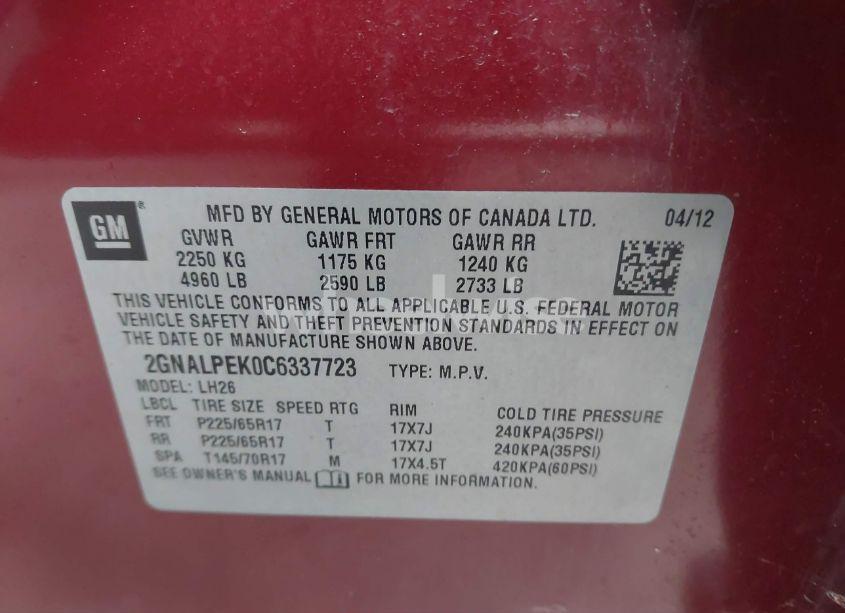 GM ®
MFD BY GENERAL MOTORS OF CANADA LTD. 04/12
GVWR GAWR FRT GAWR RR
2250 KG 1175 KG 1240 KG
4960 LB 2590 LB 2733 LB
THIS VEHICLE CONFORMS TO ALL APPLICABLE U.S. FEDERAL MOTOR
VEHICLE SAFETY AND THEFT PREVENTION STANDARDS IN EFFECT ON
THE DATE OF MANUFACTURE SHOWN ABOVE.
2GNALPEK0C6337723 TYPE: M.P.V.
MODEL: LH26
LBCL TIRE SIZE SPEED RTG RIM COLD TIRE PRESSURE
FRT P225/65R17 T 17X7J 240KPA(35PSI)
RR P225/65R17 T 17X7J 240KPA(35PSI)
SPA T145/70R17 M 17X4.5T 420KPA(60PSI)
SEE OWNER'S MANUAL FOR MORE INFORMATION.